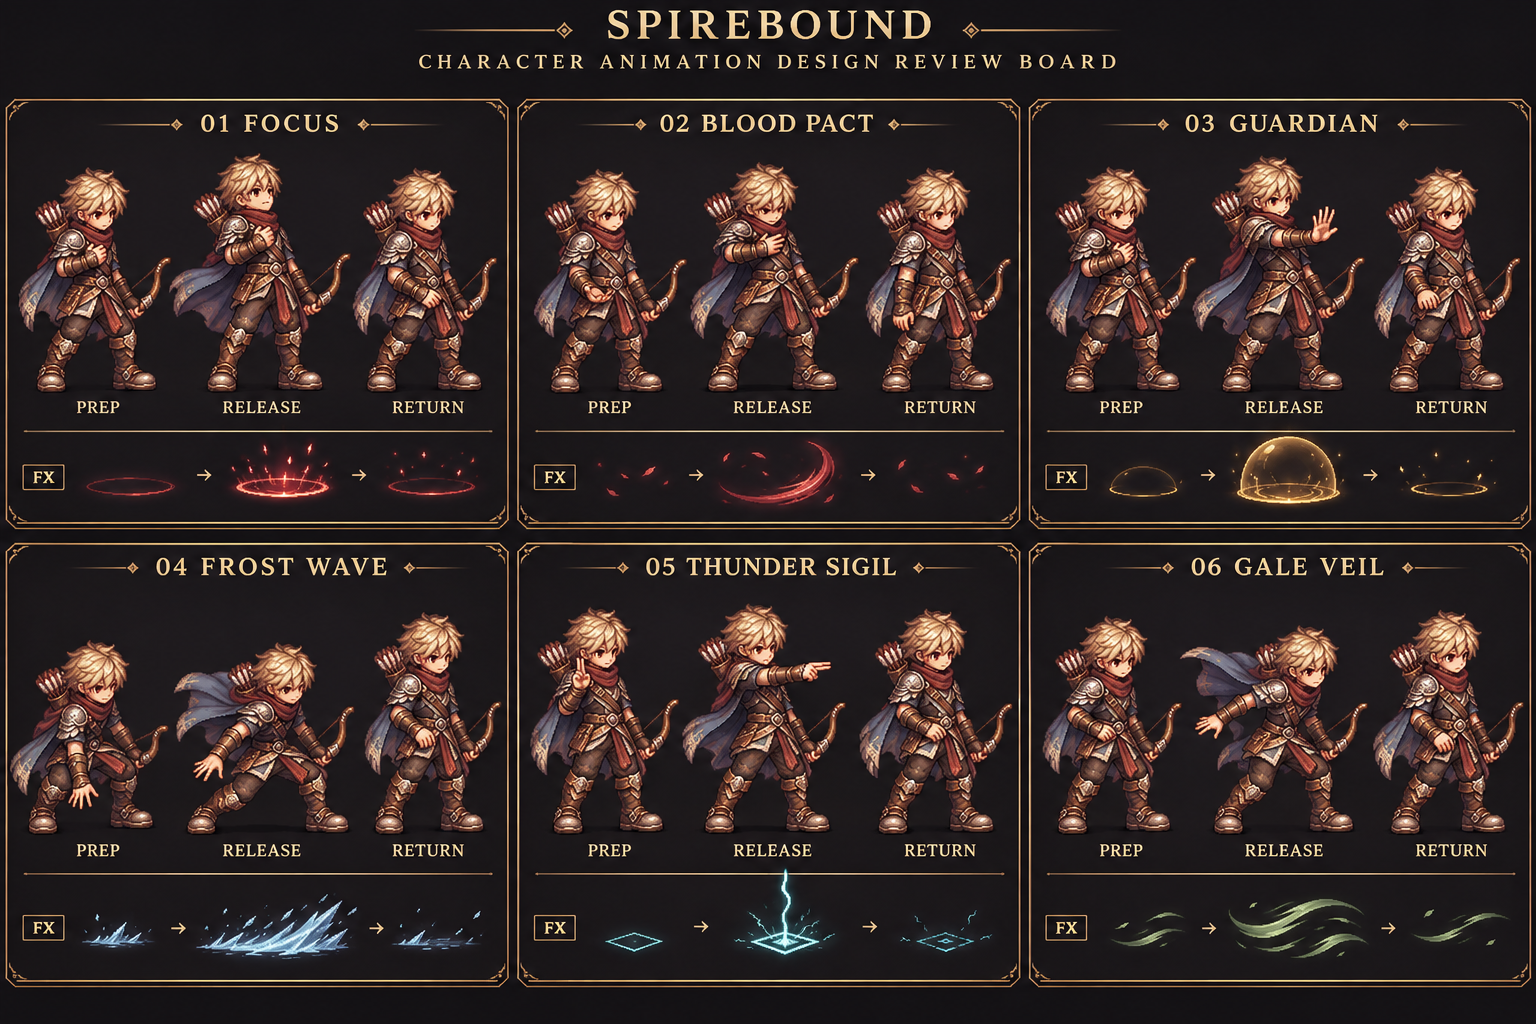 SPIREBOUND
CHARACTER ANIMATION DESIGN REVIEW BOARD
01 FOCUS
PREP
RELEASE
RETURN
FX
02 BLOOD PACT
PREP
RELEASE
RETURN
FX
03 GUARDIAN
PREP
RELEASE
RETURN
FX
04 FROST WAVE
PREP
RELEASE
RETURN
FX
05 THUNDER SIGIL
PREP
RELEASE
RETURN
FX
06 GALE VEIL
PREP
RELEASE
RETURN
FX